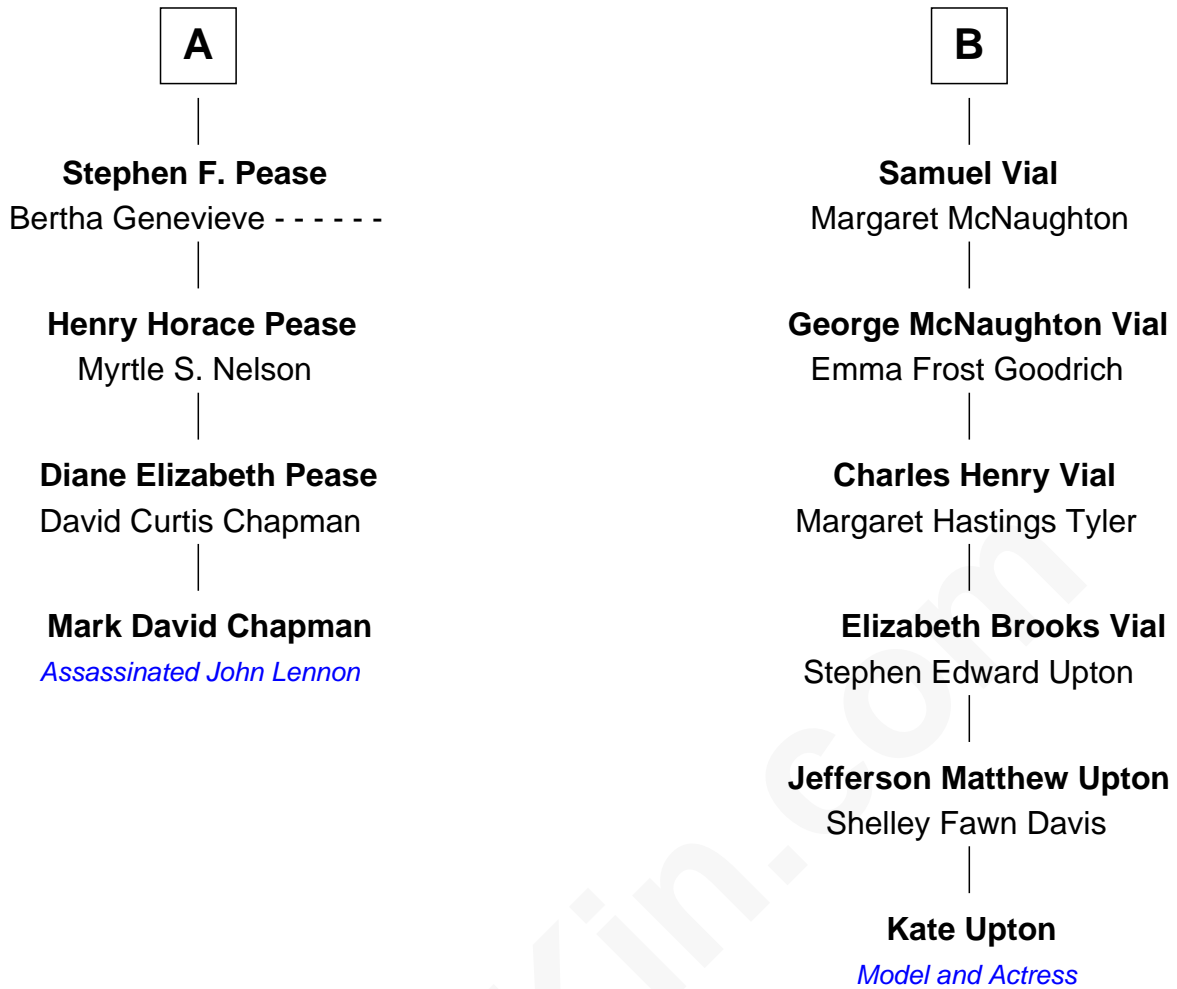 A
Stephen F. Pease
Bertha Genevieve - - - - - -
Henry Horace Pease
Myrtle S. Nelson
Diane Elizabeth Pease
David Curtis Chapman
Mark David Chapman
Assassinated John Lennon
B
Samuel Vial
Margaret McNaughton
George McNaughton Vial
Emma Frost Goodrich
Charles Henry Vial
Margaret Hastings Tyler
Elizabeth Brooks Vial
Stephen Edward Upton
Jefferson Matthew Upton
Shelley Fawn Davis
Kate Upton
Model and Actress